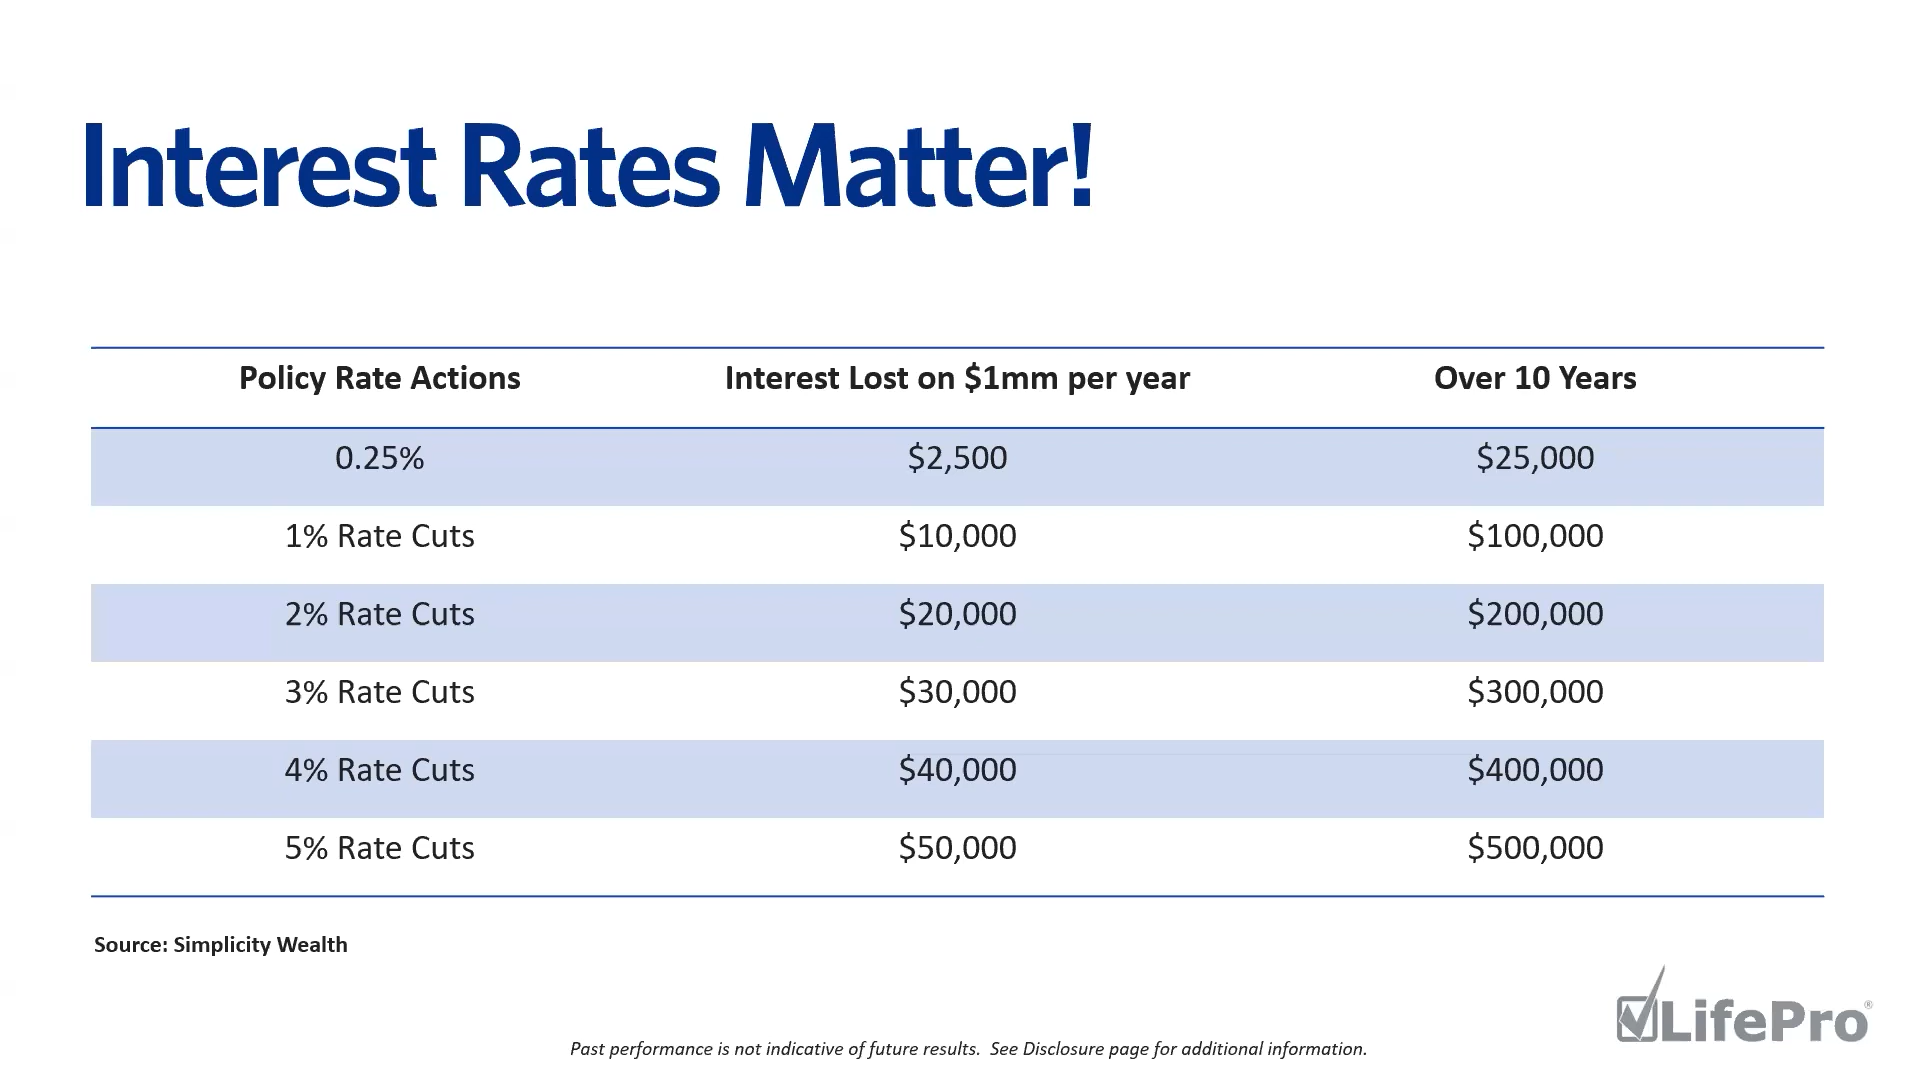 Interest Rates Matter!
Policy Rate Actions Interest Lost on $1mm per year Over 10 Years
0.25% $2,500 $25,000
1% Rate Cuts $10,000 $100,000
2% Rate Cuts $20,000 $200,000
3% Rate Cuts $30,000 $300,000
4% Rate Cuts $40,000 $400,000
5% Rate Cuts $50,000 $500,000
Source: Simplicity Wealth
LifePro®
Past performance is not indicative of future results. See Disclosure page for additional information.